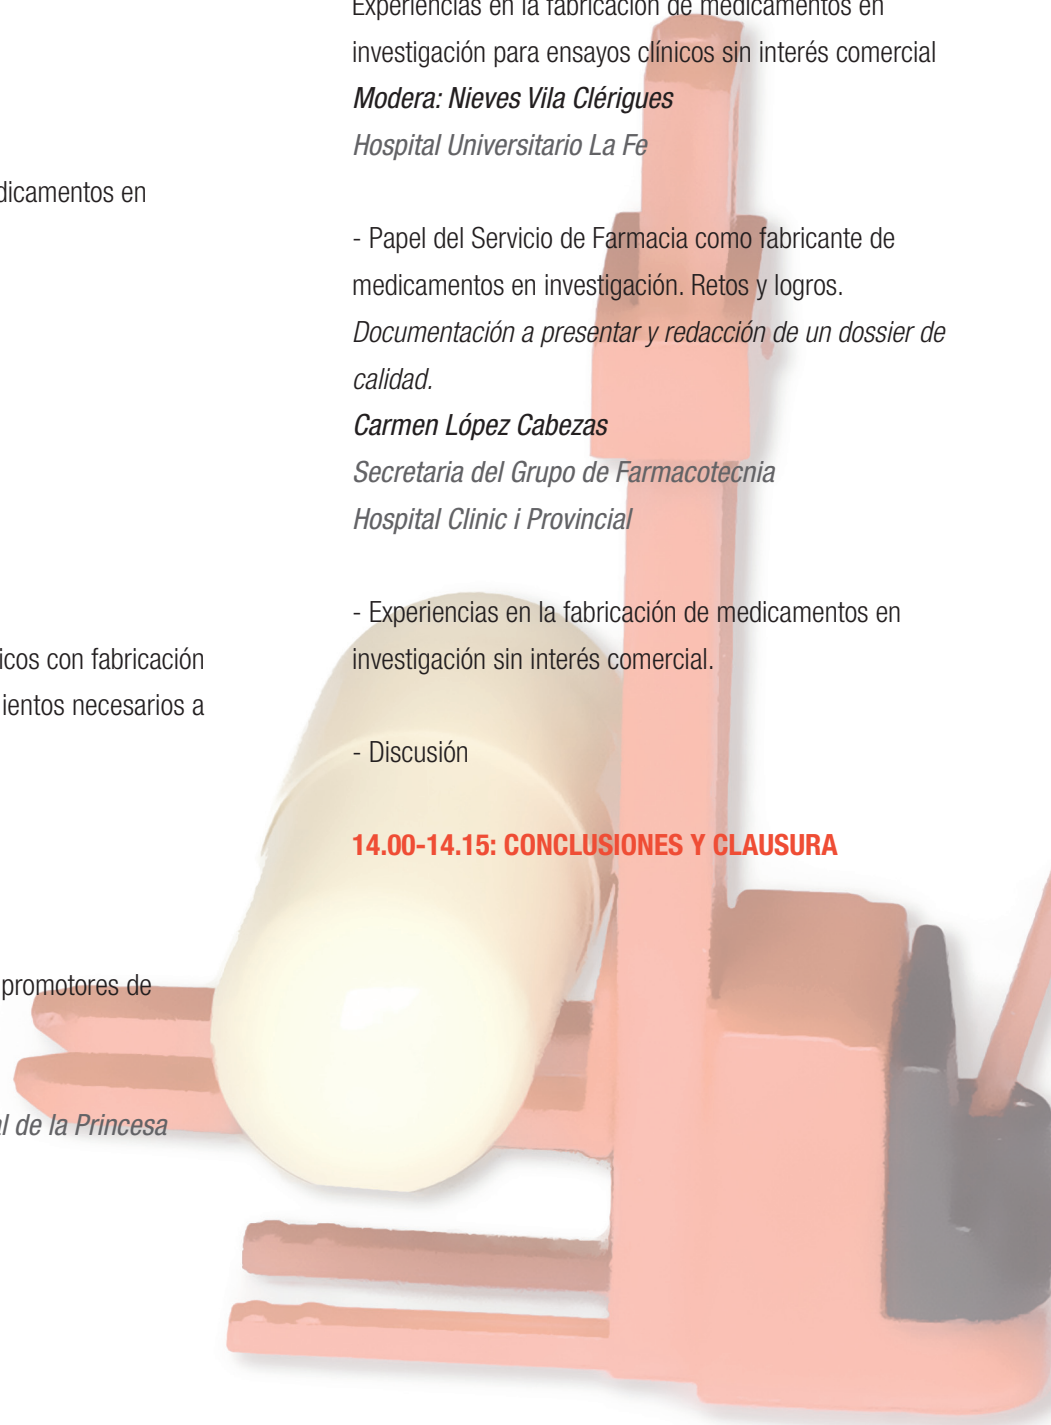 dicamentos en
icos con fabricación
ientos necesarios a
promotores de
al de la Princesa
Experiencias en la fabricación de medicamentos en
investigación para ensayos clínicos sin interés comercial
Modera: Nieves Vila Clérigues
Hospital Universitario La Fe
- Papel del Servicio de Farmacia como fabricante de
medicamentos en investigación. Retos y logros.
Documentación a presentar y redacción de un dossier de
calidad.
Carmen López Cabezas
Secretaria del Grupo de Farmacotecnia
Hospital Clinic i Provincial
- Experiencias en la fabricación de medicamentos en
investigación sin interés comercial.
- Discusión
14.00-14.15: CONCLUSIONES Y CLAUSURA